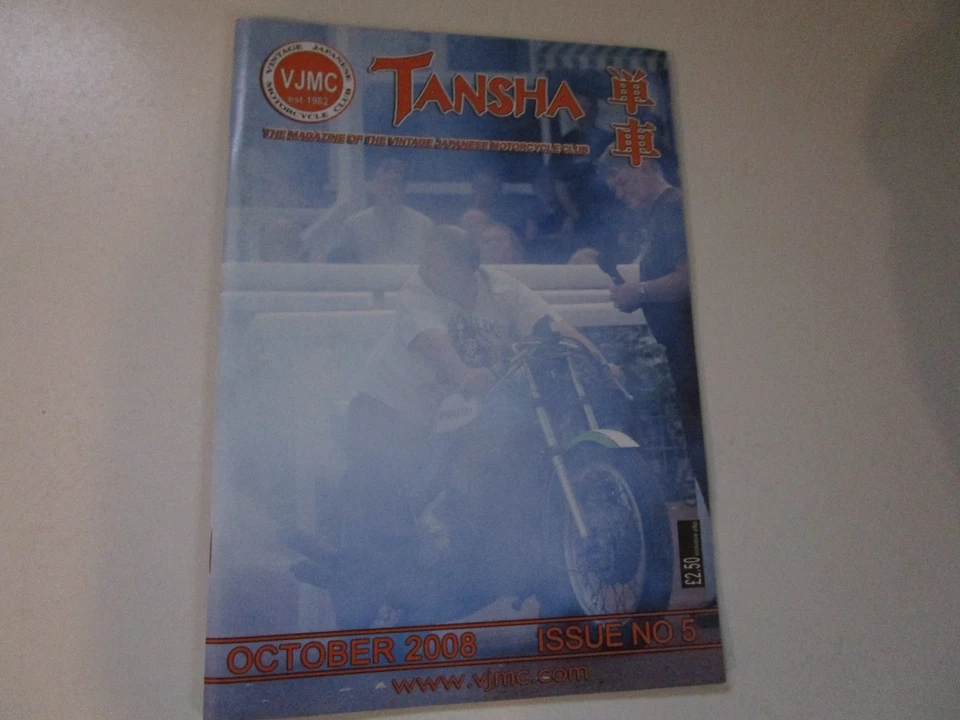 VINTAGE JAPANESE
VJMC
est 1982
MOTORCYCLE CLUB
TANSHA
単車
THE MAGAZINE OF THE VINTAGE JAPANESE MOTORCYCLE CLUB
£2.50
OCTOBER 2008
ISSUE NO 5
www.vjmc.com